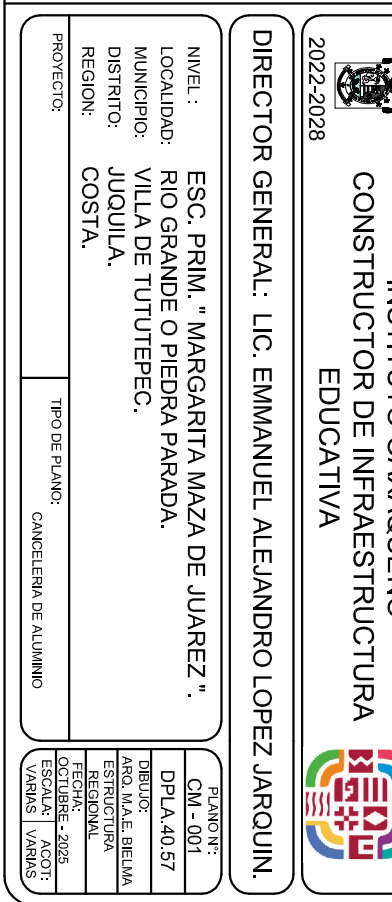 CONSTRUCTOR DE INFRAESTRUCTURA
EDUCATIVA
2022-2028
DIRECTOR GENERAL: LIC. EMMANUEL ALEJANDRO LOPEZ JARQUIN.
NIVEL : ESC. PRIM. " MARGARITA MAZA DE JUAREZ ".
LOCALIDAD: RIO GRANDE O PIEDRA PARADA.
MUNICIPIO: VILLA DE TUTUTEPEC.
DISTRITO: JUQUILA.
REGION: COSTA.
PROYECTO:
TIPO DE PLANO:
CANCELERIA DE ALUMINIO
PLANO N°:
CM - 001
DPLA.40.57
DIBUJO:
ARQ. M.A.E. BIELMA
ESTRUCTURA
REGIONAL
FECHA:
OCTUBRE - 2025
ESCALA: ACOT:
VARIAS VARIAS